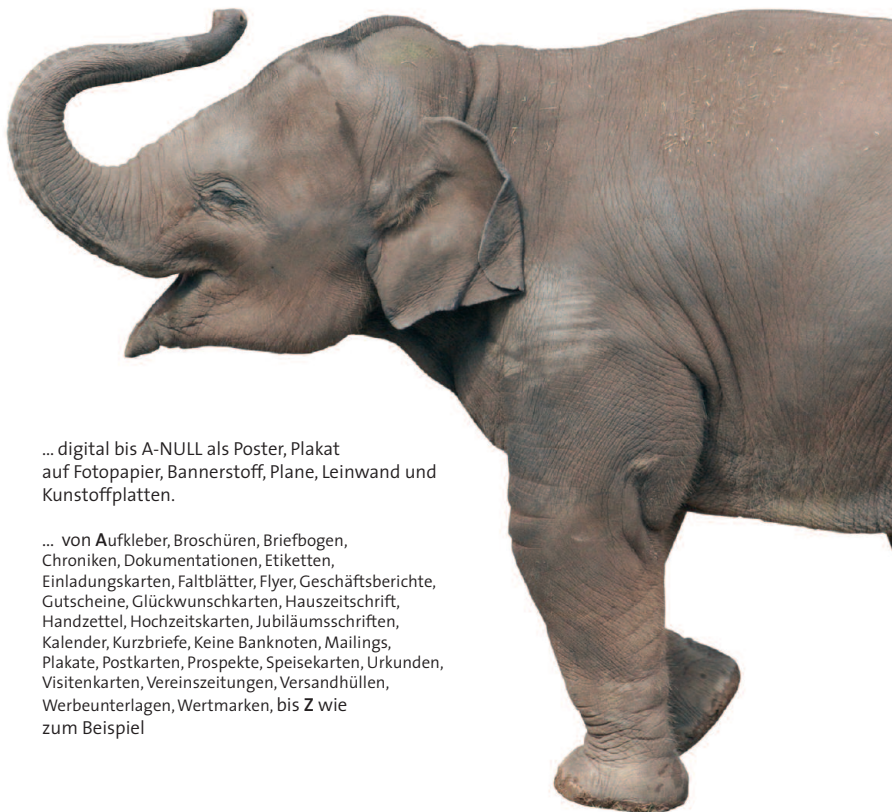 ... digital bis A-NULL als Poster, Plakat
auf Fotopapier, Bannerstoff, Plane, Leinwand und
Kunstoffplatten.
... von Aufkleber, Broschüren, Briefbogen,
Chroniken, Dokumentationen, Etiketten,
Einladungskarten, Faltblätter, Flyer, Geschäftsberichte,
Gutscheine, Glückwunschkarten, Hauszeitschrift,
Handzettel, Hochzeitskarten, Jubiläumsschriften,
Kalender, Kurzbriefe, Keine Banknoten, Mailings,
Plakate, Postkarten, Prospekte, Speisekarten, Urkunden,
Visitenkarten, Vereinszeitungen, Versandhüllen,
Werbeunterlagen, Wertmarken, bis Z wie
zum Beispiel